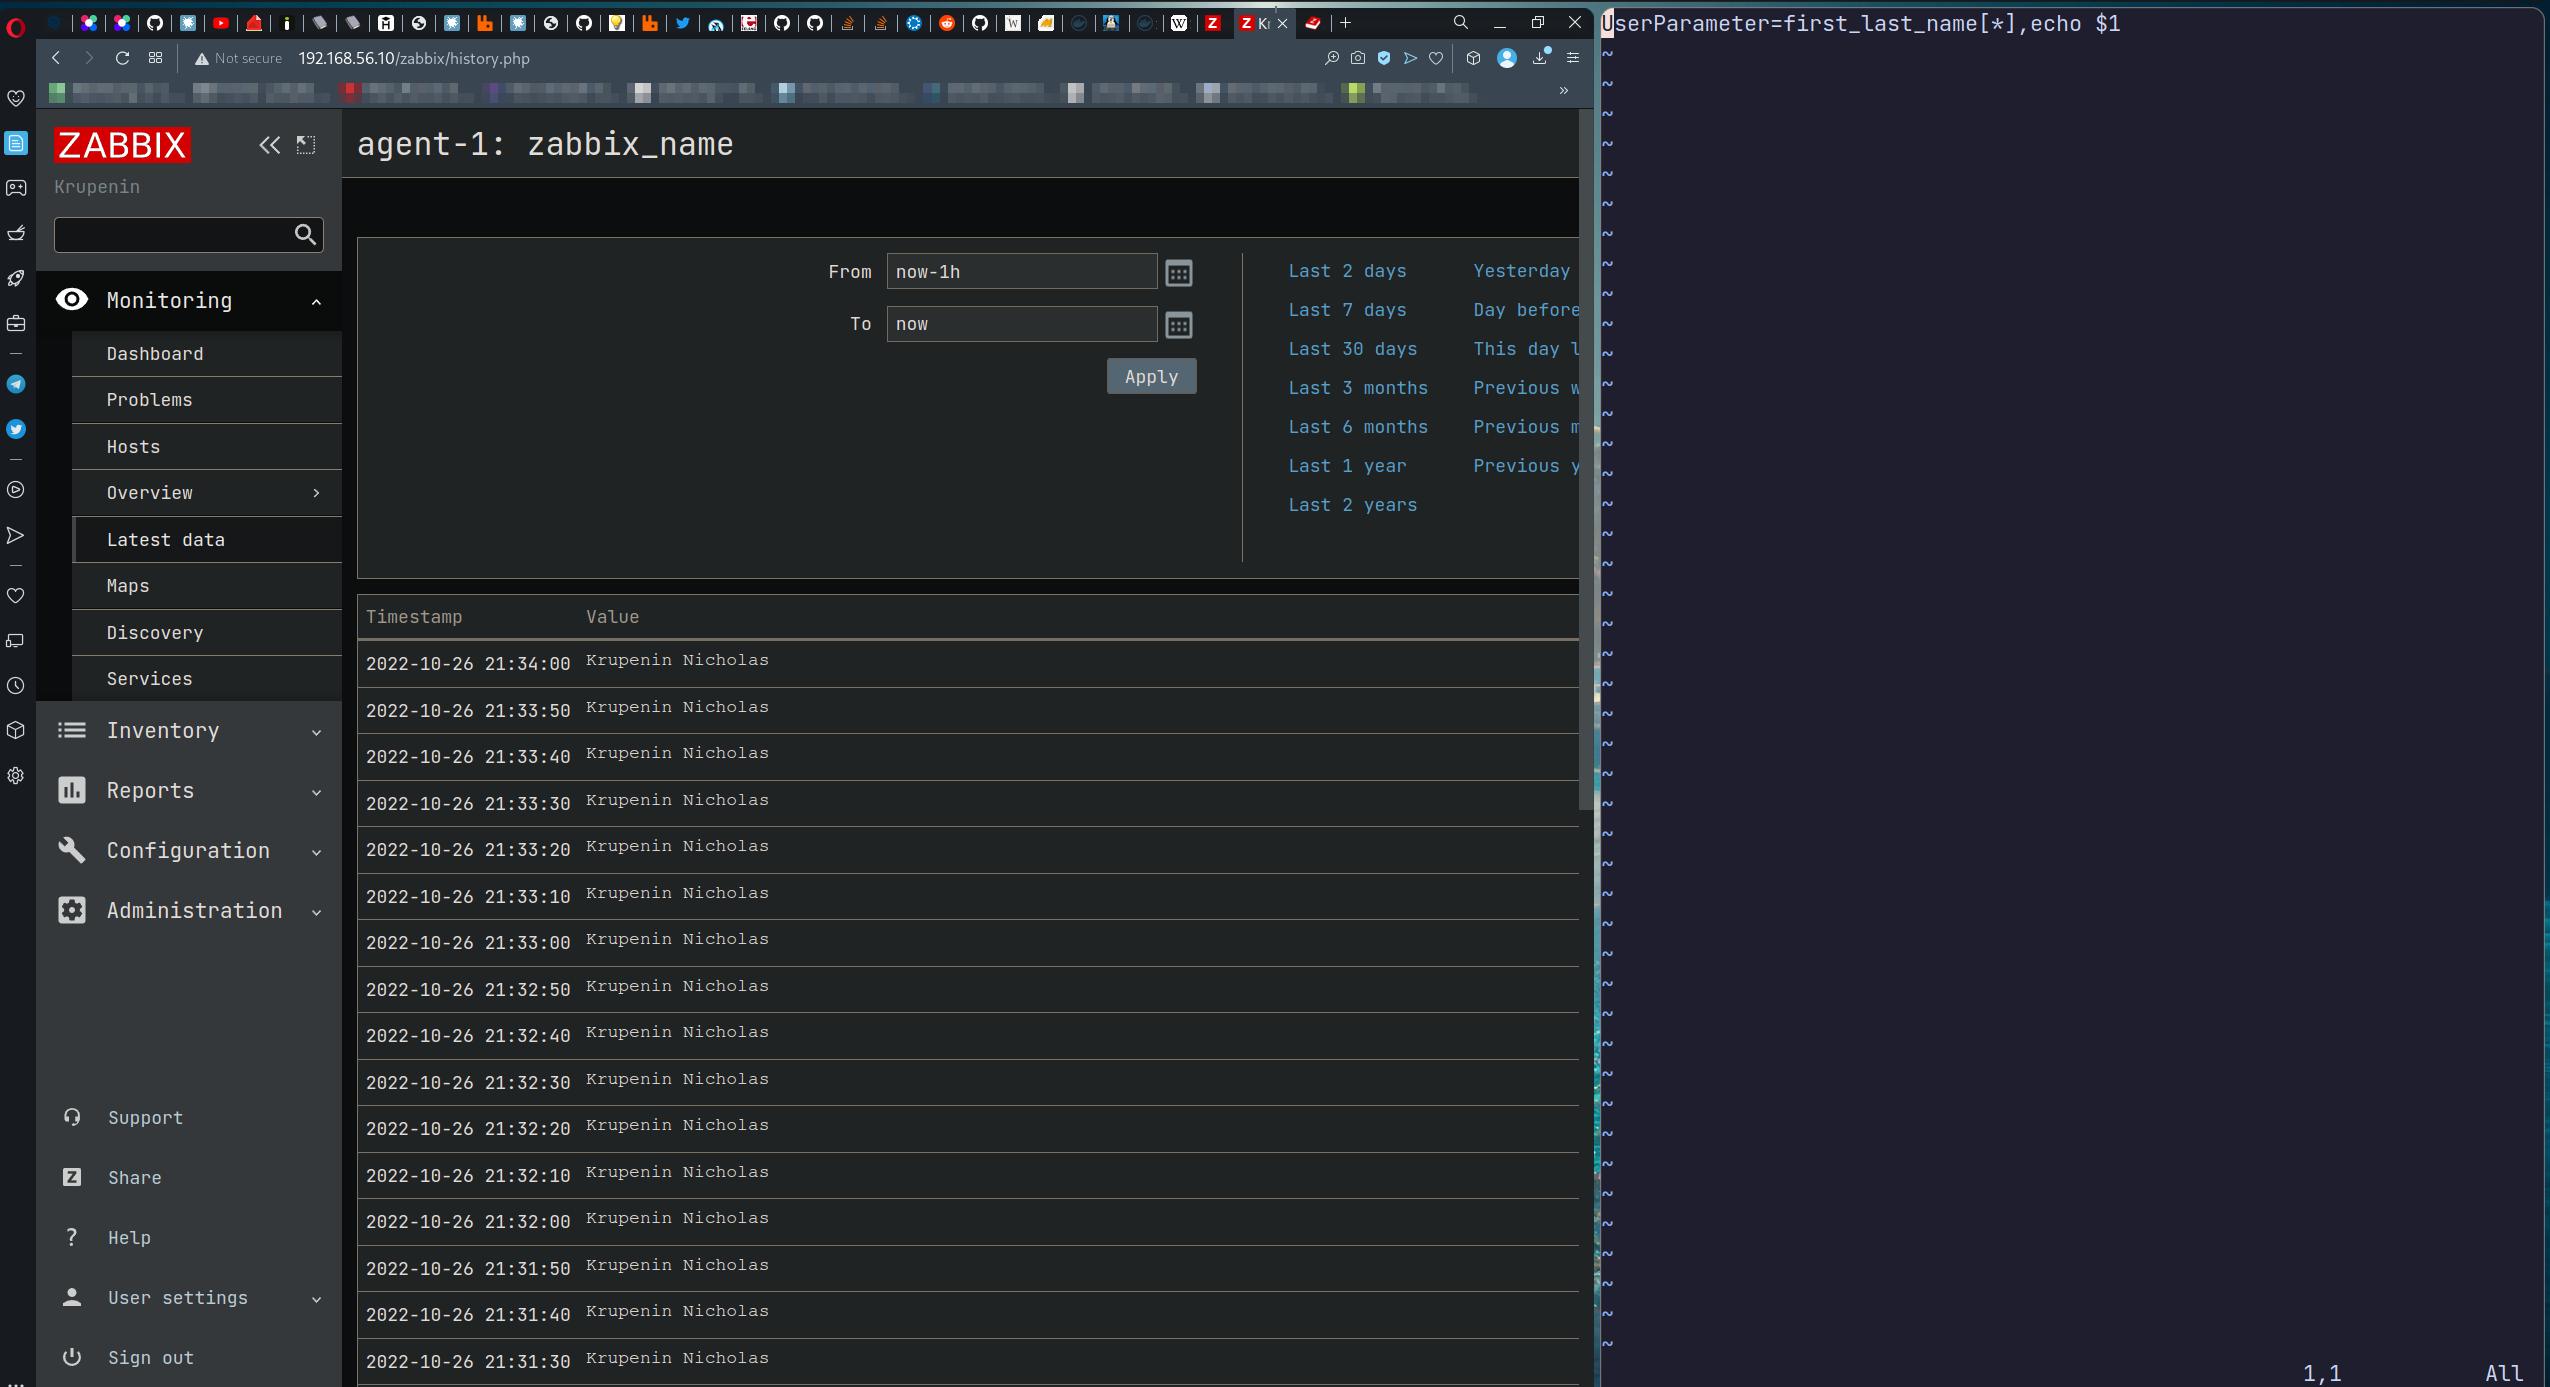 Kr
Not secure 192.168.56.10/zabbix/history.php
»
ZABBIX
Krupenin
Monitoring
Dashboard
Problems
Hosts
Overview
Latest data
Maps
Discovery
Services
Inventory
Reports
Configuration
Administration
Support
Share
Help
User settings
Sign out
agent-1: zabbix_name
From now-1h
To now
Apply
Last 2 days Yesterday
Last 7 days Day before
Last 30 days This day l
Last 3 months Previous w
Last 6 months Previous m
Last 1 year Previous y
Last 2 years
Timestamp Value
2022-10-26 21:34:00 Krupenin Nicholas
2022-10-26 21:33:50 Krupenin Nicholas
2022-10-26 21:33:40 Krupenin Nicholas
2022-10-26 21:33:30 Krupenin Nicholas
2022-10-26 21:33:20 Krupenin Nicholas
2022-10-26 21:33:10 Krupenin Nicholas
2022-10-26 21:33:00 Krupenin Nicholas
2022-10-26 21:32:50 Krupenin Nicholas
2022-10-26 21:32:40 Krupenin Nicholas
2022-10-26 21:32:30 Krupenin Nicholas
2022-10-26 21:32:20 Krupenin Nicholas
2022-10-26 21:32:10 Krupenin Nicholas
2022-10-26 21:32:00 Krupenin Nicholas
2022-10-26 21:31:50 Krupenin Nicholas
2022-10-26 21:31:40 Krupenin Nicholas
2022-10-26 21:31:30 Krupenin Nicholas
UserParameter=first_last_name[*],echo $1
1,1 All